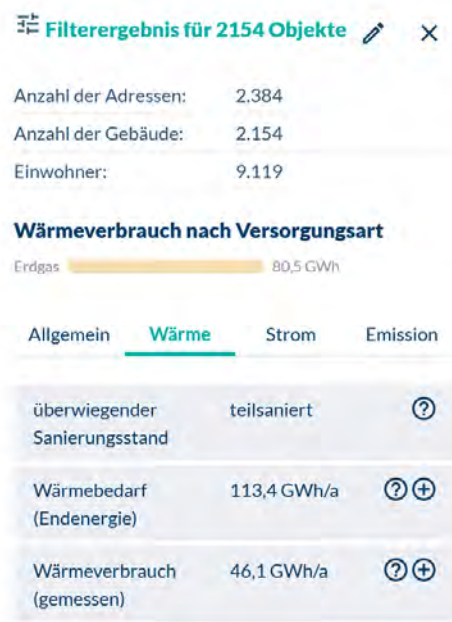 Filterergebnis für 2154 Objekte
Anzahl der Adressen: 2.384
Anzahl der Gebäude: 2.154
Einwohner: 9.119
Wärmeverbrauch nach Versorgungsart
Erdgas 80,5 GWh
Allgemein Wärme Strom Emission
überwiegender teilsaniert
Sanierungsstand
Wärmebedarf 113,4 GWh/a
(Endenergie)
Wärmeverbrauch 46,1 GWh/a
(gemessen)